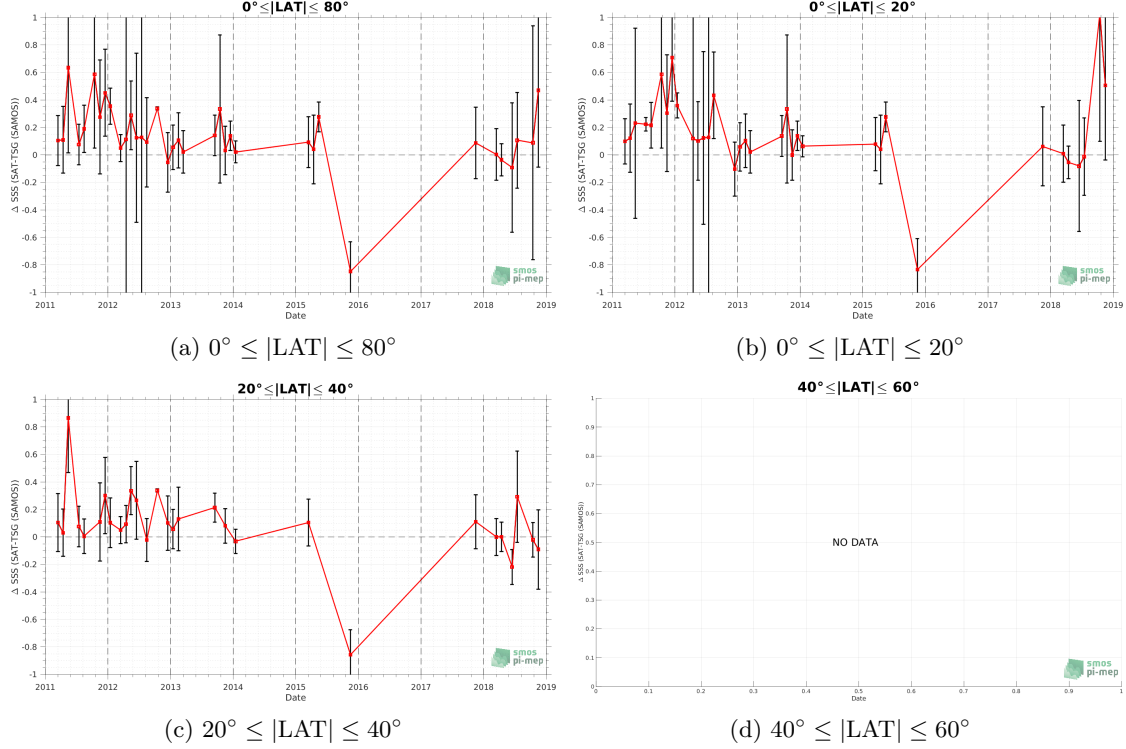 0°≤|LAT|≤ 80°
Δ SSS (SAT-TSG (SAMOS))
1
0.8
0.6
0.4
0.2
0
-0.2
-0.4
-0.6
-0.8
-1
2011 2012 2013 2014 2015 2016 2017 2018 2019
Date
smos
pi-mep
(a) 0° ≤ |LAT| ≤ 80°
0°≤|LAT|≤ 20°
Δ SSS (SAT-TSG (SAMOS))
1
0.8
0.6
0.4
0.2
0
-0.2
-0.4
-0.6
-0.8
-1
2011 2012 2013 2014 2015 2016 2017 2018 2019
Date
smos
pi-mep
(b) 0° ≤ |LAT| ≤ 20°
20°≤|LAT|≤ 40°
Δ SSS (SAT-TSG (SAMOS))
1
0.8
0.6
0.4
0.2
0
-0.2
-0.4
-0.6
-0.8
-1
2011 2012 2013 2014 2015 2016 2017 2018 2019
Date
smos
pi-mep
(c) 20° ≤ |LAT| ≤ 40°
40°≤|LAT|≤ 60°
Δ SSS (SAT-TSG (SAMOS))
1
0.9
0.8
0.7
0.6
0.5
0.4
0.3
0.2
0.1
0
NO DATA
0 0.1 0.2 0.3 0.4 0.5 0.6 0.7 0.8 0.9 1
Date
smos
pi-mep
(d) 40° ≤ |LAT| ≤ 60°